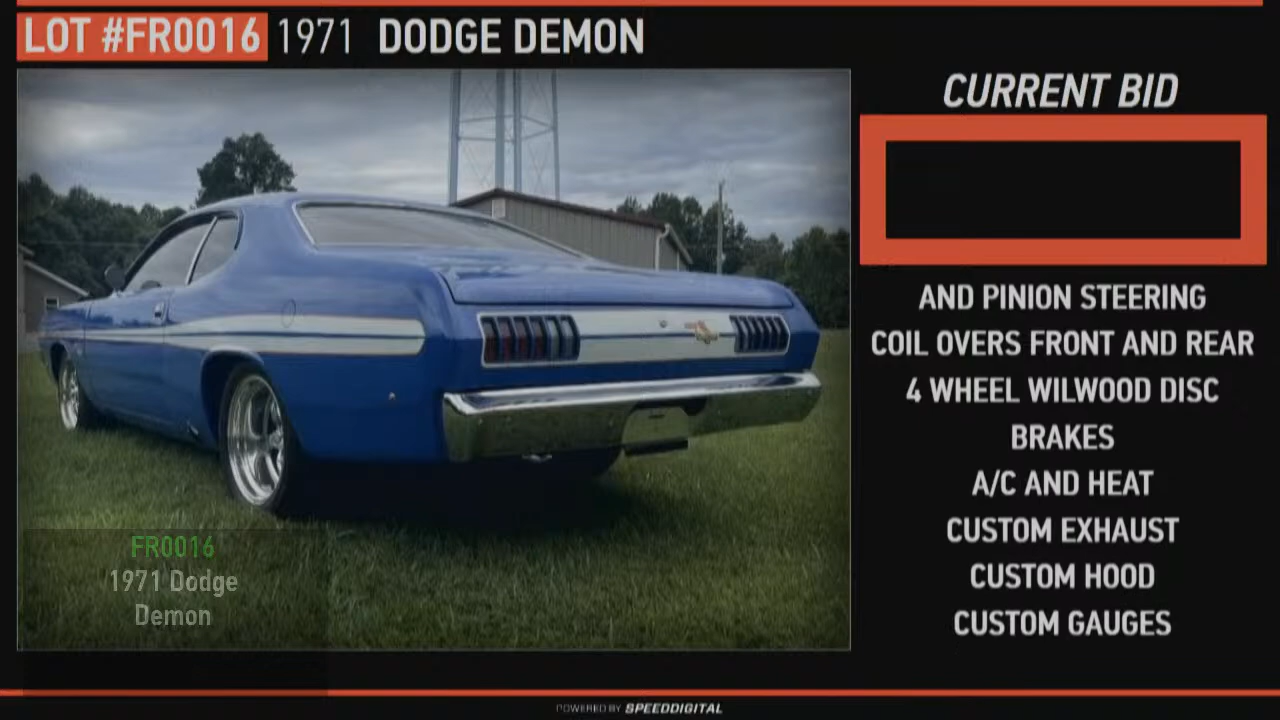 LOT #FR0016 1971 DODGE DEMON
CURRENT BID
AND PINION STEERING
COIL OVERS FRONT AND REAR
4 WHEEL WILWOOD DISC
BRAKES
A/C AND HEAT
CUSTOM EXHAUST
CUSTOM HOOD
CUSTOM GAUGES
FR0016
1971 Dodge
Demon
POWERED BY SPEEDDIGITAL